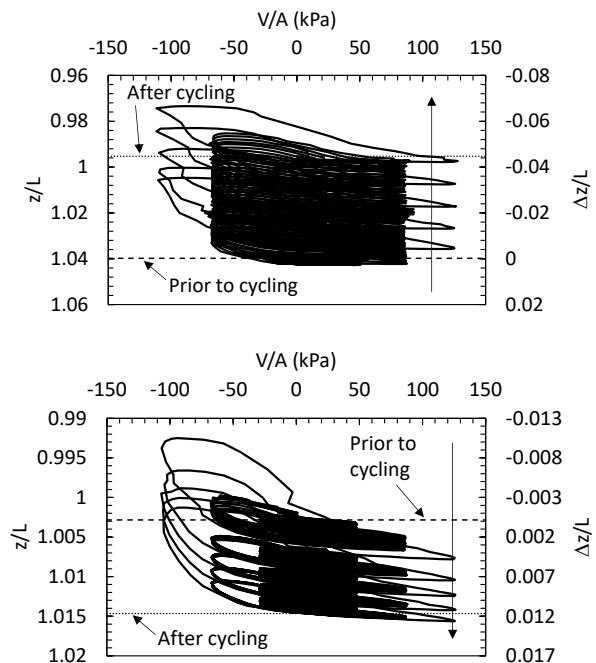 V/A (kPa)
-150 -100 -50 0 50 100 150
0.96 -0.08
After cycling
0.98 -0.06
1 -0.04
z/L
1.02 -0.02
Δz/L
1.04 0
Prior to cycling
1.06 0.02
V/A (kPa)
-150 -100 -50 0 50 100 150
0.99 -0.013
Prior to
cycling
0.995 -0.008
1 -0.003
z/L
1.005 0.002
Δz/L
1.01 0.007
1.015 0.012
After cycling
1.02 0.017